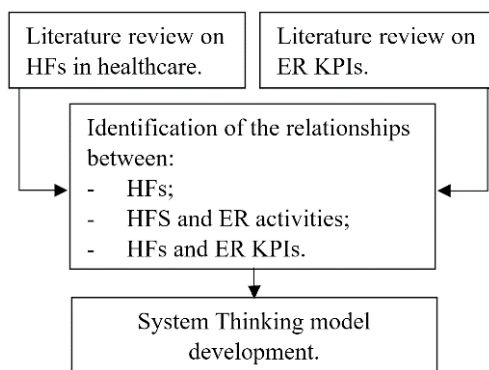 Literature review on
HFs in healthcare.
Literature review on
ER KPIs.
Identification of the relationships
between:
- HFs;
- HFS and ER activities;
- HFs and ER KPIs.
System Thinking model
development.